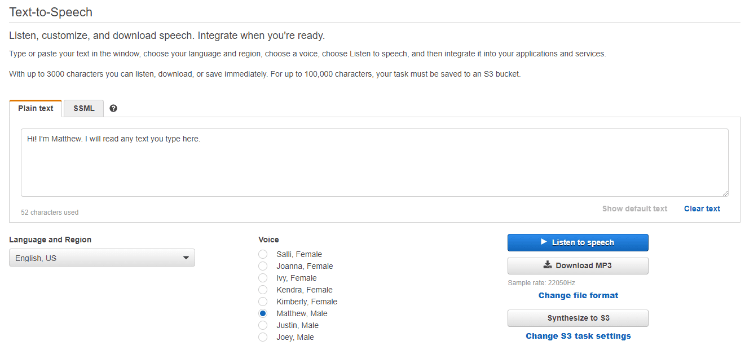 Text-to-Speech
Listen, customize, and download speech. Integrate when you're ready.
Type or paste your text in the window, choose your language and region, choose a voice, choose Listen to speech, and then integrate it into your applications and services.
With up to 3000 characters you can listen, download, or save immediately. For up to 100,000 characters, your task must be saved to an S3 bucket.
Plain text SSML ?
Hi! I'm Matthew. I will read any text you type here.
52 characters used
Show default text Clear text
Language and Region
English, US
Voice
Salli, Female
Joanna, Female
Ivy, Female
Kendra, Female
Kimberly, Female
Matthew, Male
Justin, Male
Joey, Male
Listen to speech
Download MP3
Sample rate: 22050Hz
Change file format
Synthesize to S3
Change S3 task settings